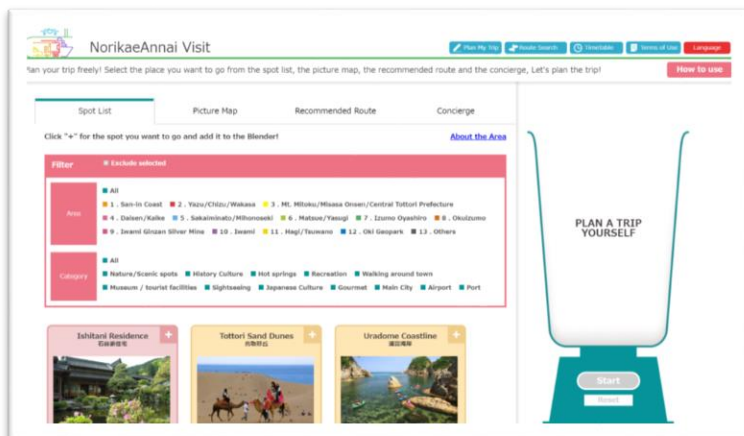 NorikaeAnnai Visit
Plan My Trip
Route Search
Timetable
Terms of Use
Language
Plan your trip freely! Select the place you want to go from the spot list, the picture map, the recommended route and the concierge, Let's plan the trip!
How to use
Spot List
Picture Map
Recommended Route
Concierge
Click "+" for the spot you want to go and add it to the Blender!
About the Area
Filter
Exclude selected
Area
All
1 . San-in Coast 2 . Yazu/Chizu/Wakasa 3 . Mt. Mitoku/Misasa Onsen/Central Tottori Prefecture
4 . Daisen/Kaike 5 . Sakaiminato/Mihonoseki 6 . Matsue/Yasugi 7 . Izumo Oyashiro 8 . Okuizumo
9 . Iwami Ginzan Silver Mine 10 . Iwami 11 . Hagi/Tsuwano 12 . Oki Geopark 13 . Others
Category
All
Nature/Scenic spots History Culture Hot springs Recreation Walking around town
Museum / tourist facilities Sightseeing Japanese Culture Gourmet Main City Airport Port
Ishitani Residence
+
石谷家住宅
Tottori Sand Dunes
+
鳥取砂丘
Uradome Coastline
+
浦富海岸
PLAN A TRIP
YOURSELF
Start
Reset